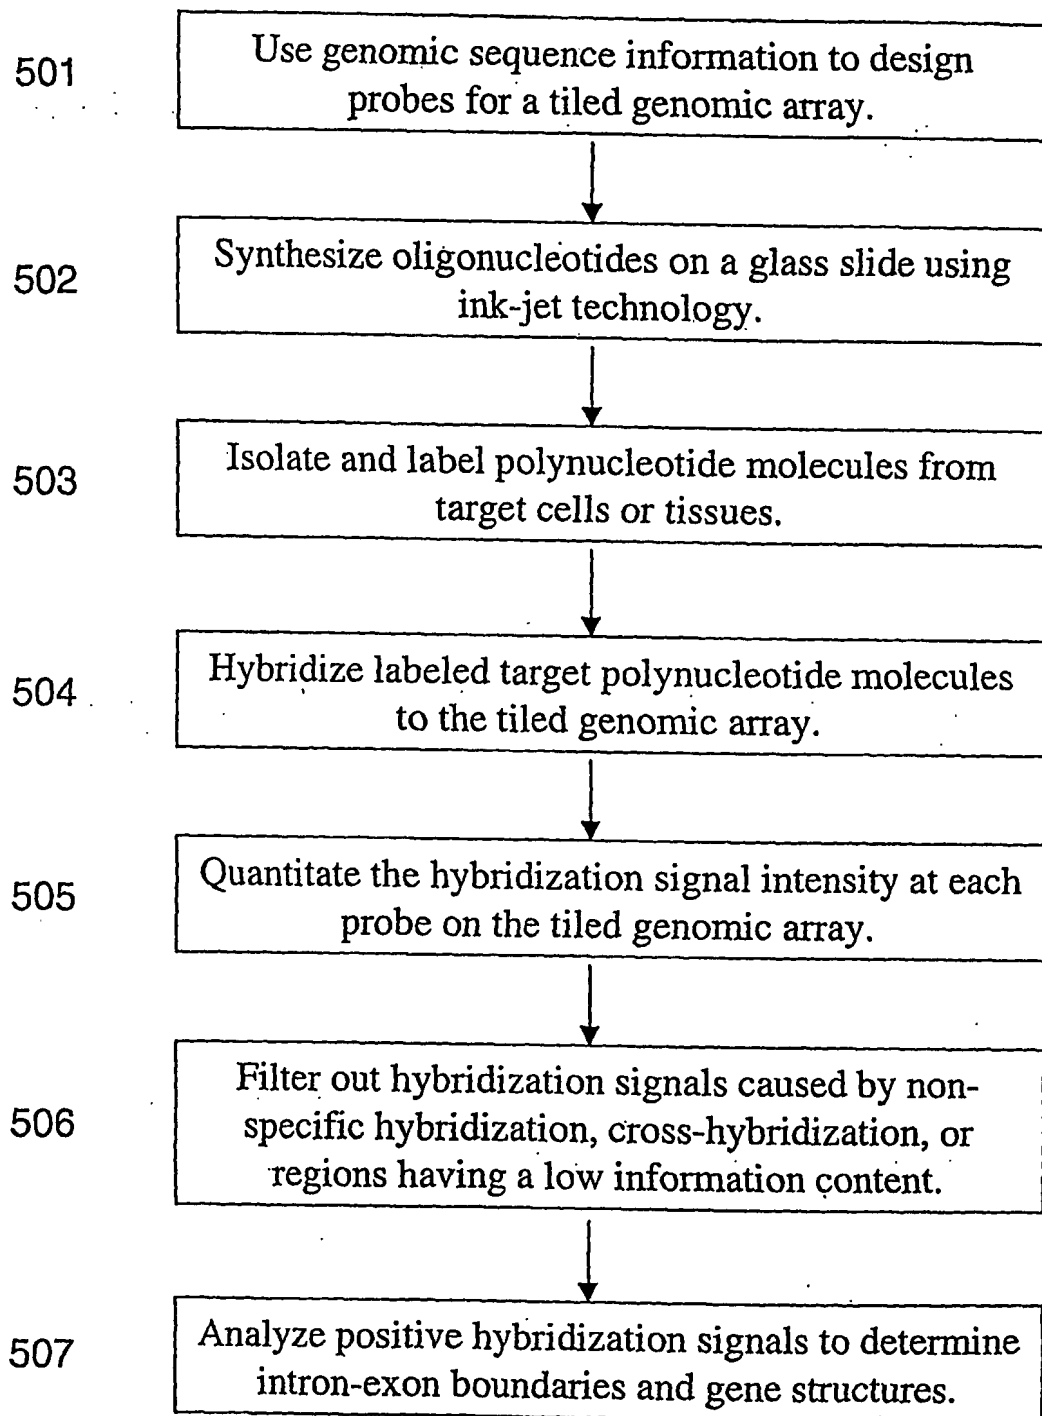 501
Use genomic sequence information to design
probes for a tiled genomic array.
502
Synthesize oligonucleotides on a glass slide using
ink-jet technology.
503
Isolate and label polynucleotide molecules from
target cells or tissues.
504
Hybridize labeled target polynucleotide molecules
to the tiled genomic array.
505
Quantitate the hybridization signal intensity at each
probe on the tiled genomic array.
506
Filter out hybridization signals caused by non-
specific hybridization, cross-hybridization, or
regions having a low information content.
507
Analyze positive hybridization signals to determine
intron-exon boundaries and gene structures.